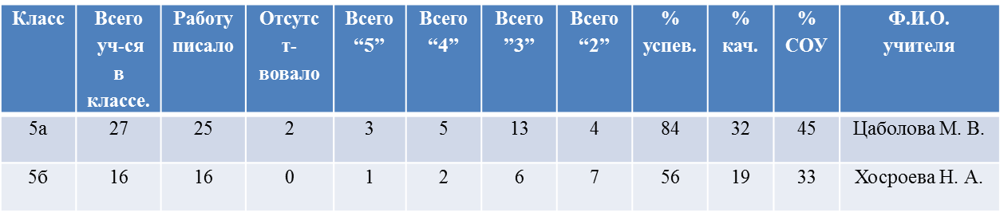 Класс Всего уч-ся в классе. Работу писало Отсутст-вовало Всего “5” Всего “4” Всего ”3” Всего “2” % успев. % кач. % СОУ Ф.И.О. учителя
5а 27 25 2 3 5 13 4 84 32 45 Цаболова М. В.
5б 16 16 0 1 2 6 7 56 19 33 Хосроева Н. А.